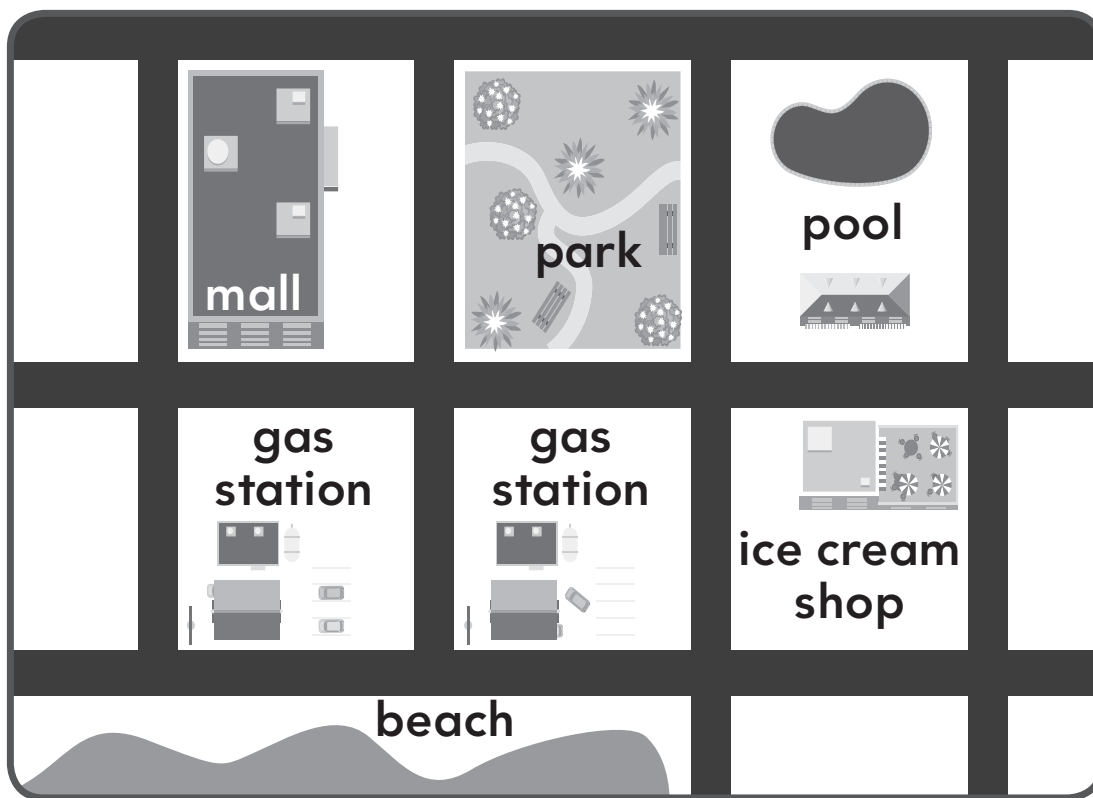 mall
park
pool
gas
station
gas
station
ice cream
shop
beach